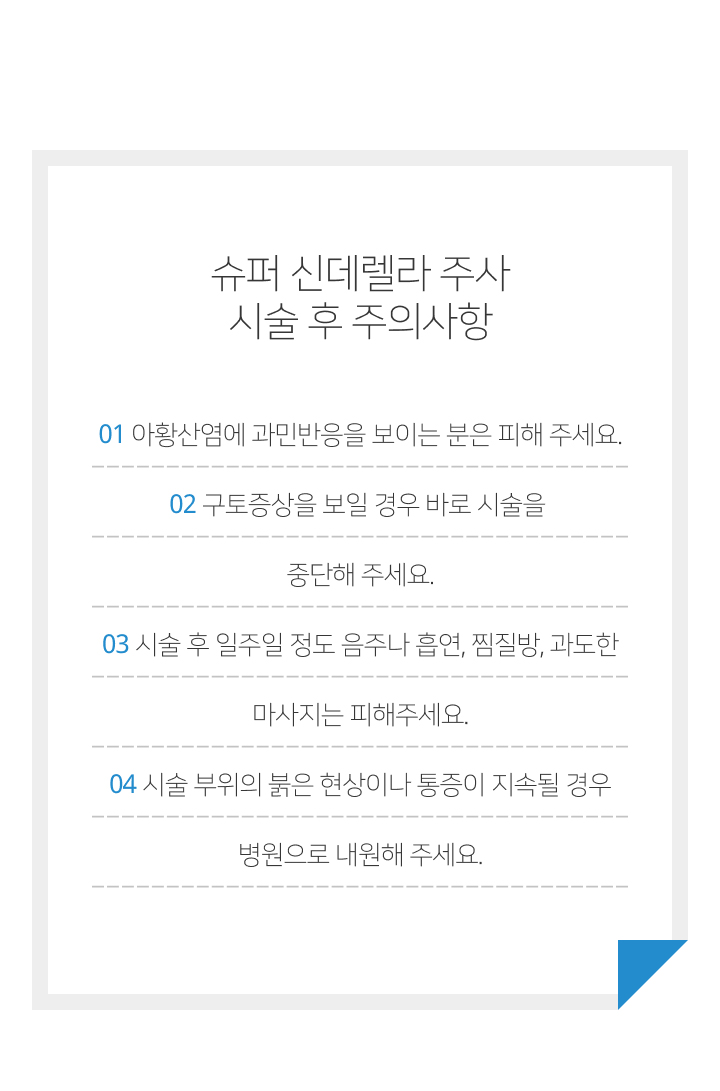 슈퍼 신데렐라 주사
시술 후 주의사항
01 아황산염에 과민반응을 보이는 분은 피해 주세요.
02 구토증상을 보일 경우 바로 시술을
중단해 주세요.
03 시술 후 일주일 정도 음주나 흡연, 찜질방, 과도한
마사지는 피해주세요.
04 시술 부위의 붉은 현상이나 통증이 지속될 경우
병원으로 내원해 주세요.